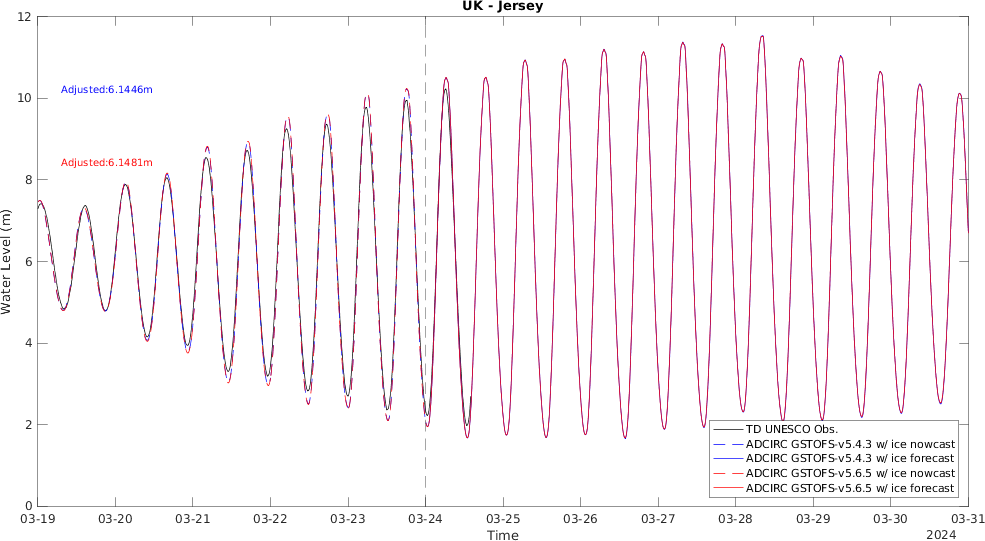 UK - Jersey
12
10
8
6
4
2
0
Water Level (m)
Adjusted:6.1446m
Adjusted:6.1481m
TD UNESCO Obs.
ADCIRC GSTOFS-v5.4.3 w/ ice nowcast
ADCIRC GSTOFS-v5.4.3 w/ ice forecast
ADCIRC GSTOFS-v5.6.5 w/ ice nowcast
ADCIRC GSTOFS-v5.6.5 w/ ice forecast
03-19 03-20 03-21 03-22 03-23 03-24 03-25 03-26 03-27 03-28 03-29 03-30 03-31
Time 2024